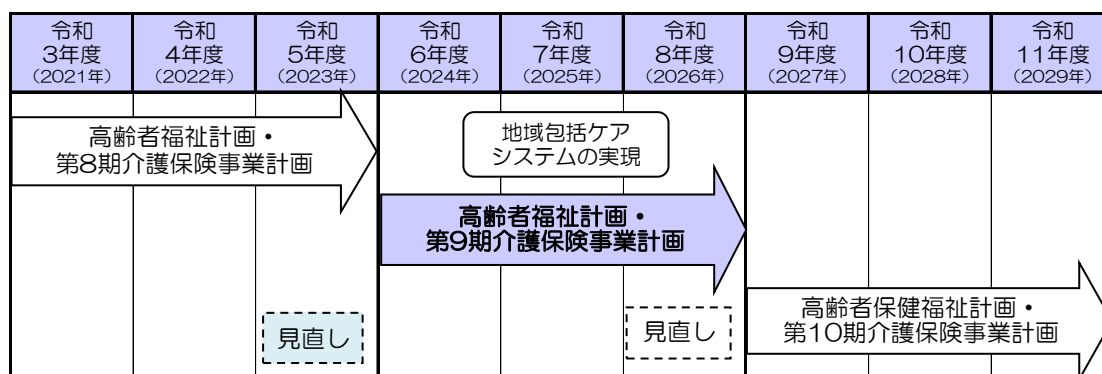 令和
3年度
（2021年）
令和
4年度
（2022年）
令和
5年度
（2023年）
令和
6年度
（2024年）
令和
7年度
（2025年）
令和
8年度
（2026年）
令和
9年度
（2027年）
令和
10年度
（2028年）
令和
11年度
（2029年）
高齢者福祉計画・
第8期介護保険事業計画
地域包括ケア
システムの実現
高齢者福祉計画・
第9期介護保険事業計画
高齢者保健福祉計画・
第10期介護保険事業計画
見直し
見直し